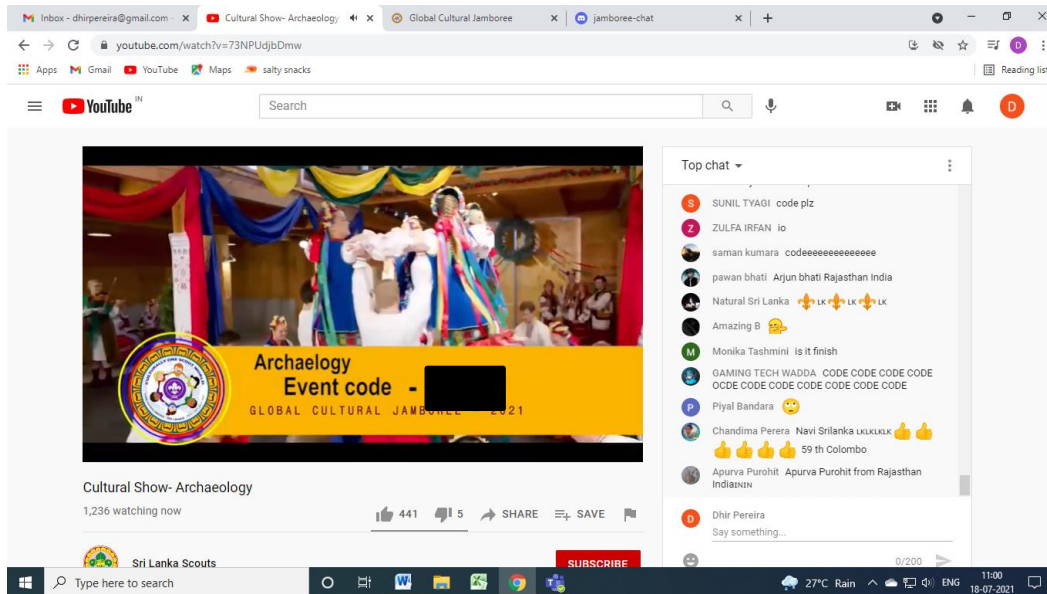 Inbox - dhirpereira@gmail.com -
Cultural Show- Archaeology
Global Cultural Jamboree
jamboree-chat
youtube.com/watch?v=73NPUdjbDmw
D
Apps
Gmail
YouTube
Maps
salty snacks
Reading list
YouTube IN
Search
D
Archaelogy
Event code -
GLOBAL CULTURAL JAMBOREE 2021
Cultural Show- Archaeology
1,236 watching now
441
5
SHARE
SAVE
Sri Lanka Scouts
SUBSCRIBE
Top chat
S
SUNIL TYAGI code plz
Z
ZULFA IRFAN io
saman kumara codeeeeeeeeeeeeee
pawan bhati Arjun bhati Rajasthan India
Natural Sri Lanka LK LK LK
Amazing B
M
Monika Tashmini is it finish
GAMING TECH WADDA CODE CODE CODE CODE
OCDE CODE CODE CODE CODE CODE CODE
P
Piyal Bandara
Chandima Perera Navi Srilanka LKLKLKLK
59 th Colombo
Apurva Purohit Apurva Purohit from Rajasthan
IndiaININ
D
Dhir Pereira
Say something...
0/200
Type here to search
27°C Rain
ENG
11:00
18-07-2021